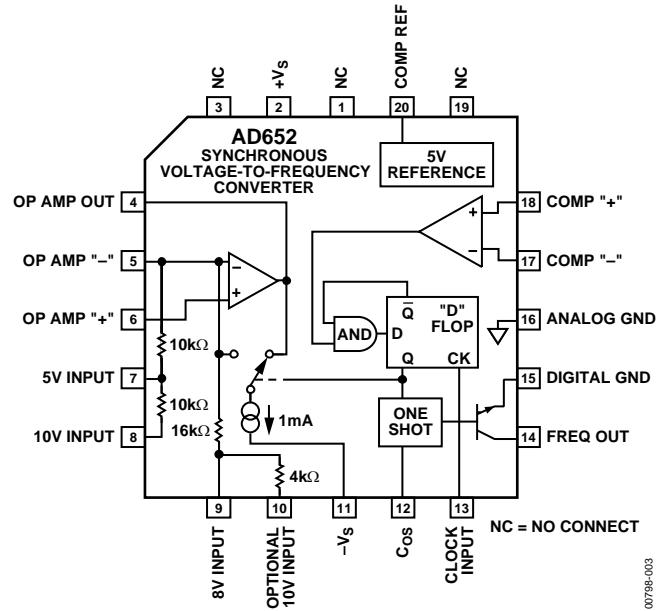 NC
+VS
NC
COMP REF
NC
3
2
1
20
19
AD652
SYNCHRONOUS
VOLTAGE-TO-FREQUENCY
CONVERTER
5V
REFERENCE
OP AMP OUT 4
18 COMP "+"
+
–
OP AMP "–" 5
17 COMP "–"
–
+
OP AMP "+" 6
16 ANALOG GND
Q
"D"
FLOP
AND
D
Q
CK
10kΩ
5V INPUT 7
15 DIGITAL GND
10kΩ
16kΩ
1mA
ONE
SHOT
10V INPUT 8
14 FREQ OUT
4kΩ
9
10
11
12
13
8V INPUT
OPTIONAL
10V INPUT
–VS
COS
CLOCK
INPUT
NC = NO CONNECT
00798-003